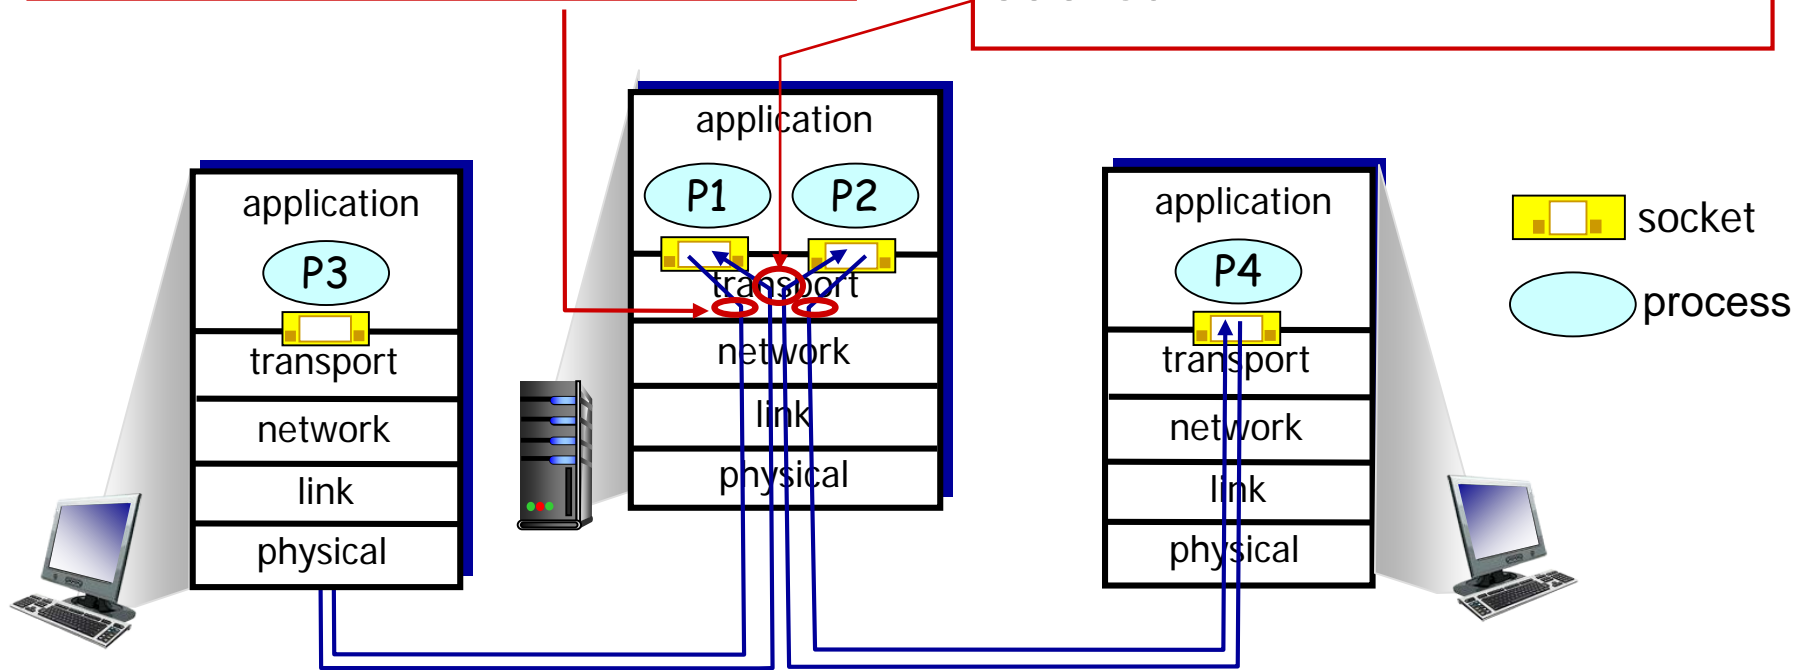 application
P1
P2
transport
network
link
physical
application
P3
transport
network
link
physical
application
P4
transport
network
link
physical
socket
process